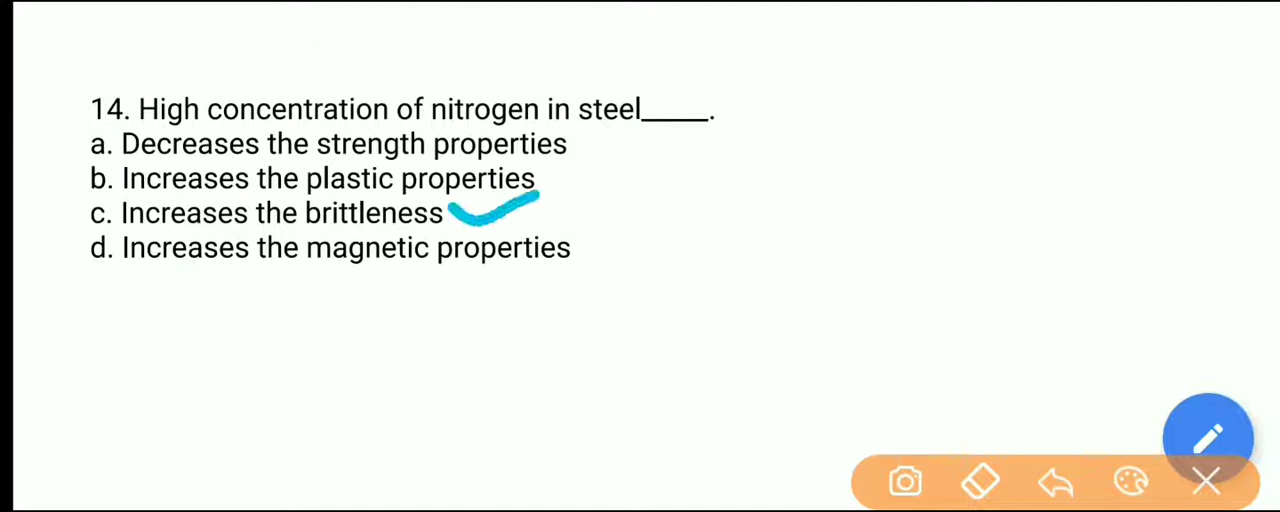 14. High concentration of nitrogen in steel_____.
a. Decreases the strength properties
b. Increases the plastic properties
c. Increases the brittleness
d. Increases the magnetic properties